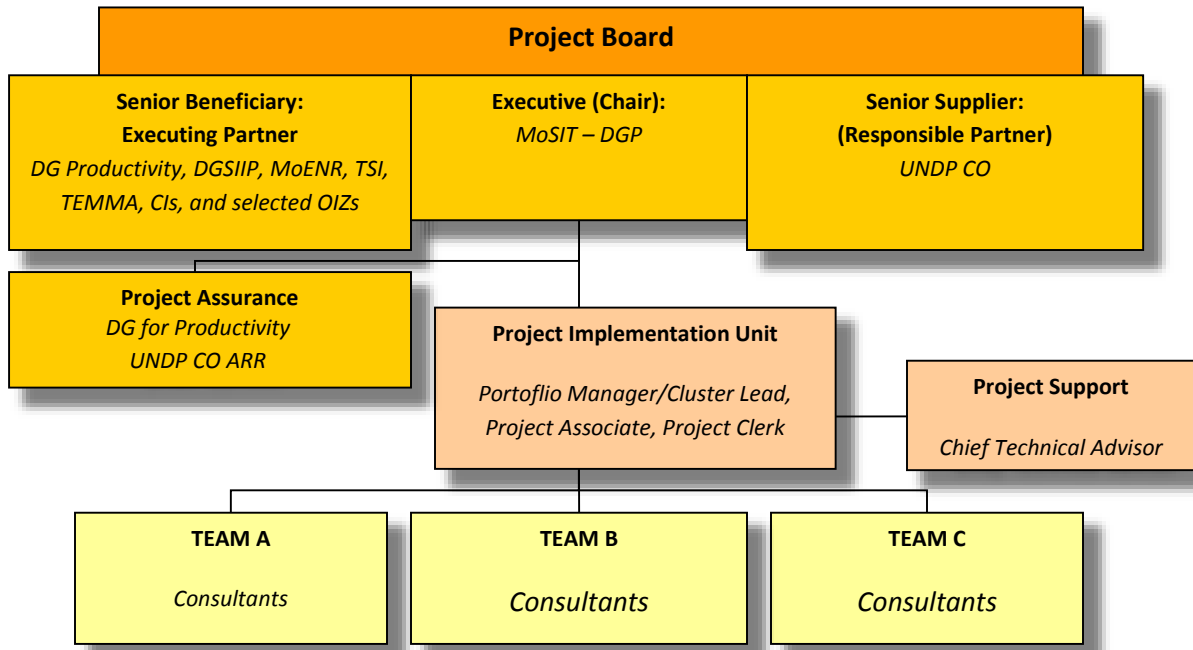 Project Board
Senior Beneficiary:
Executing Partner
DG Productivity, DGSIIP, MoENR, TSI,
TEMMA, CIs, and selected OIZs
Executive (Chair):
MoSIT – DGP
Senior Supplier:
(Responsible Partner)
UNDP CO
Project Assurance
DG for Productivity
UNDP CO ARR
Project Implementation Unit
Portoflio Manager/Cluster Lead,
Project Associate, Project Clerk
Project Support
Chief Technical Advisor
TEAM A
Consultants
TEAM B
Consultants
TEAM C
Consultants